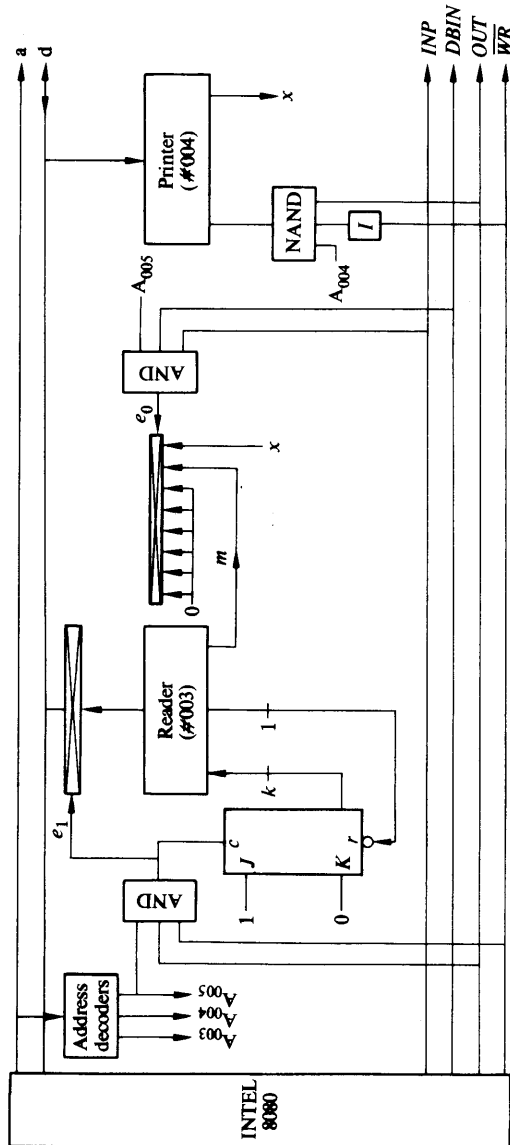 INTEL
8080
Address
decoders
A003
A004
A005
AND
e1
1
0
J
K
c
r
k
1
Reader
(#003)
m
0
x
e0
AND
A005
Printer
(#004)
x
NAND
A004
I
a
d
INP
DBIN
OUT
WR